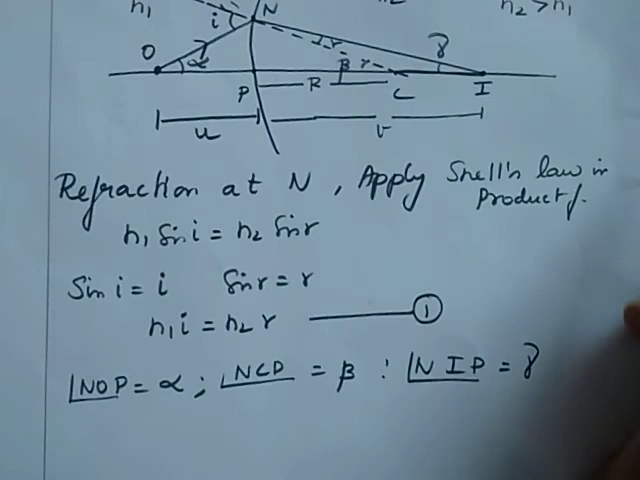 n₁ i N n₂ n₂ > n₁
O α r β r γ
P R C I
u v
Refraction at N, Apply Snell's law in
Product f.
n₁ Sin i = n₂ Sin r
Sin i = i Sin r = r
n₁ i = n₂ r ——— ①
∠NOP = α ; ∠NCP = β : ∠NIP = γ